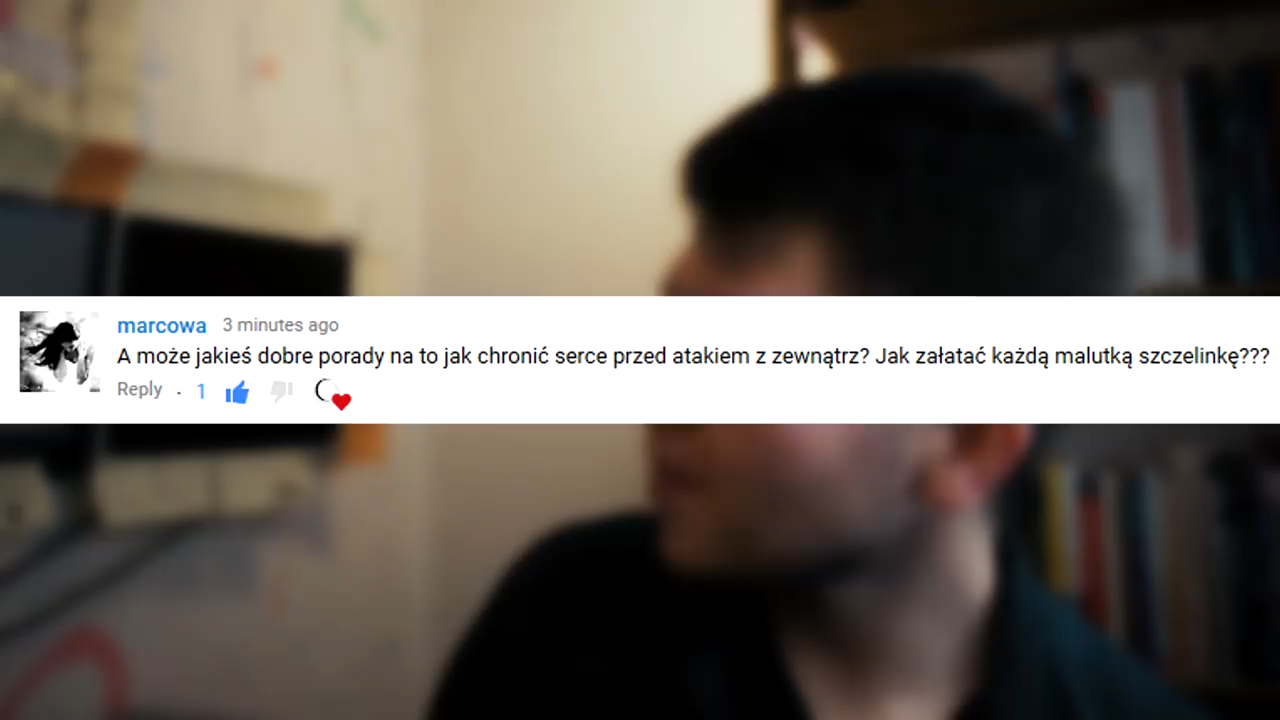 marcowa 3 minutes ago
A może jakieś dobre porady na to jak chronić serce przed atakiem z zewnątrz? Jak załatać każdą malutką szczelinkę???
Reply . 1